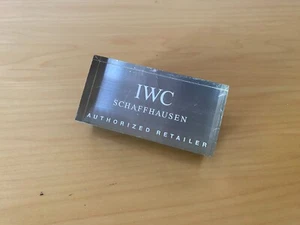 IWC
SCHAFFHAUSEN
AUTHORIZED RETAILER